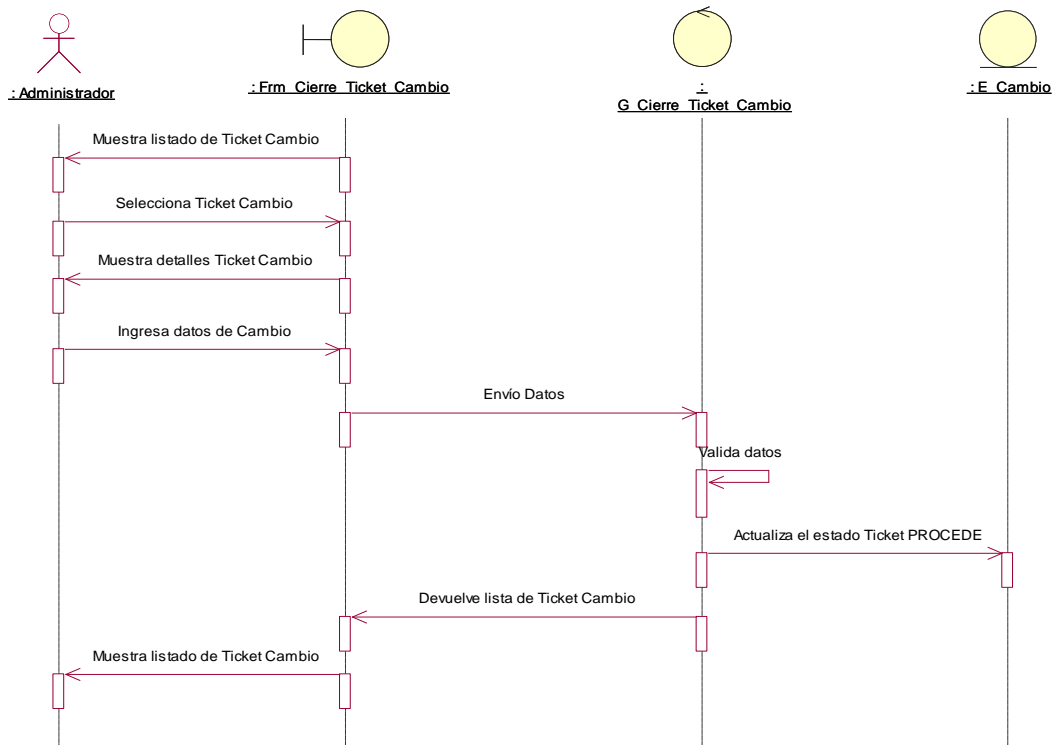 : Administrador
: Frm_Cierre_Ticket_Cambio
:
G_Cierre_Ticket_Cambio
: E_Cambio
Muestra listado de Ticket Cambio
Selecciona Ticket Cambio
Muestra detalles Ticket Cambio
Ingresa datos de Cambio
Envío Datos
Valida datos
Actualiza el estado Ticket PROCEDE
Devuelve lista de Ticket Cambio
Muestra listado de Ticket Cambio